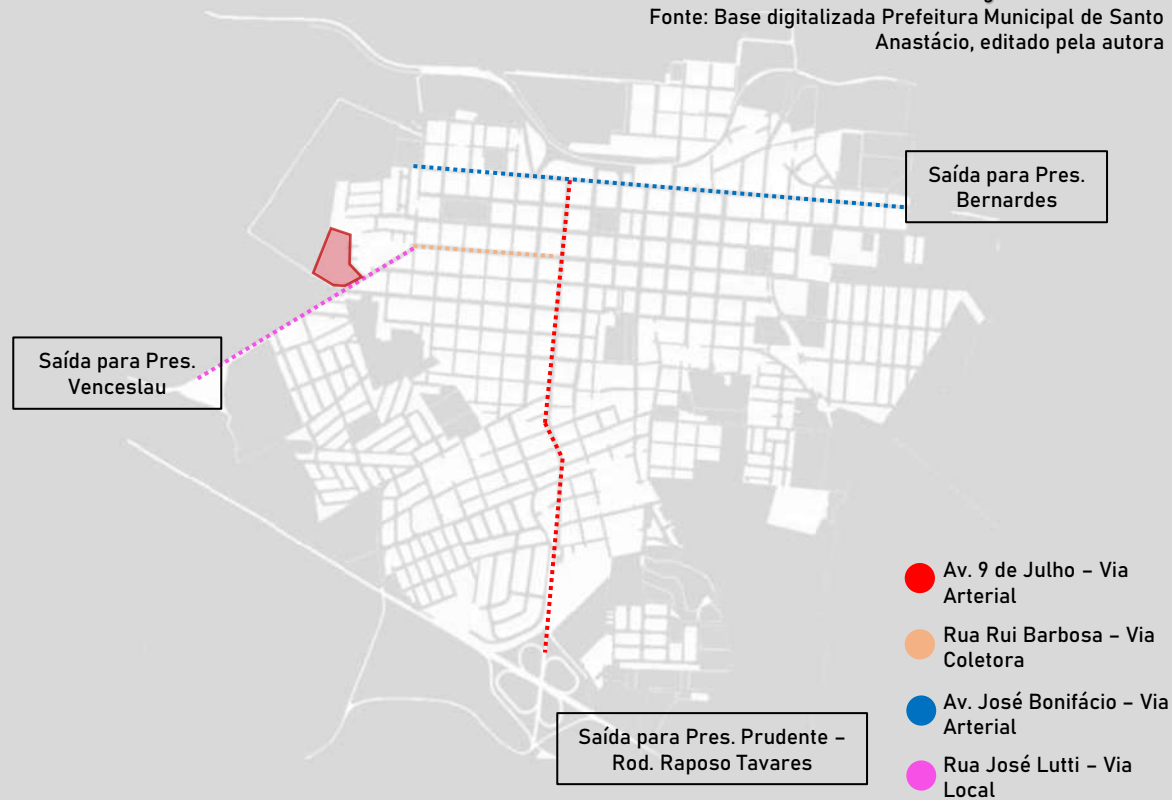 Fonte: Base digitalizada Prefeitura Municipal de Santo
Anastácio, editado pela autora
Saída para Pres.
Bernardes
Saída para Pres.
Venceslau
Av. 9 de Julho – Via
Arterial
Rua Rui Barbosa – Via
Coletora
Av. José Bonifácio – Via
Arterial
Rua José Lutti – Via
Local
Saída para Pres. Prudente –
Rod. Raposo Tavares